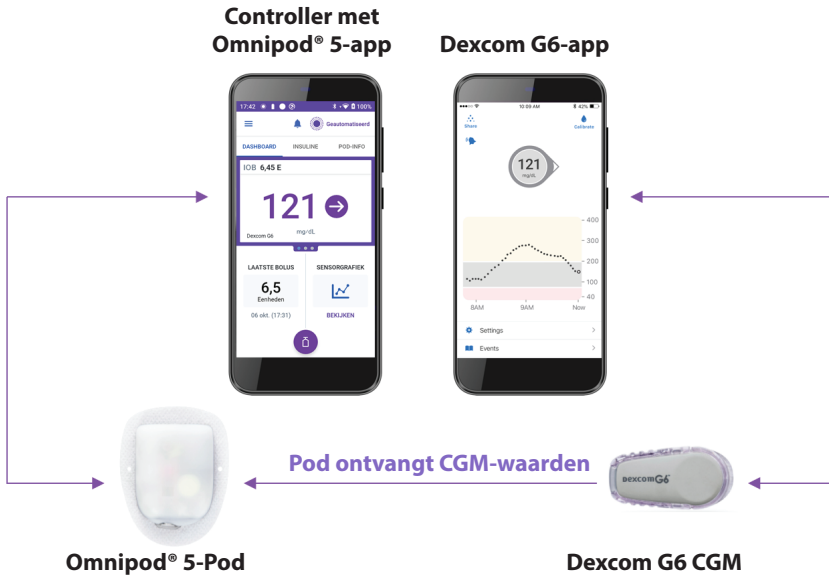 Controller met
Omnipod® 5-app
Dexcom G6-app
17:42
100%
Geautomatiseerd
DASHBOARD INSULINE POD-INFO
IOB 6,45 E
121
mg/dL
Dexcom G6
LAATSTE BOLUS
6,5
Eenheden
06 okt. (17:31)
SENSORGRAFIEK
BEKIJKEN
10:09 AM
42%
Share
Calibrate
121
mg/dL
400
300
200
100
40
8AM 9AM Now
Settings
Events
Pod ontvangt CGM-waarden
Dexcom G6
Omnipod® 5-Pod
Dexcom G6 CGM